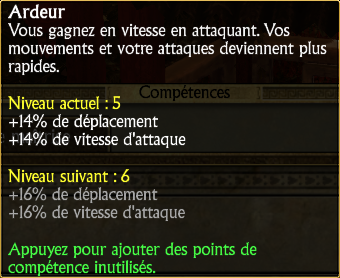 Ardeur
Vous gagnez en vitesse en attaquant. Vos
mouvements et votre attaques deviennent plus
rapides.
Compétences
Niveau actuel : 5
+14% de déplacement
+14% de vitesse d'attaque
Niveau suivant : 6
+16% de déplacement
+16% de vitesse d'attaque
Appuyez pour ajouter des points de
compétence inutilisés.